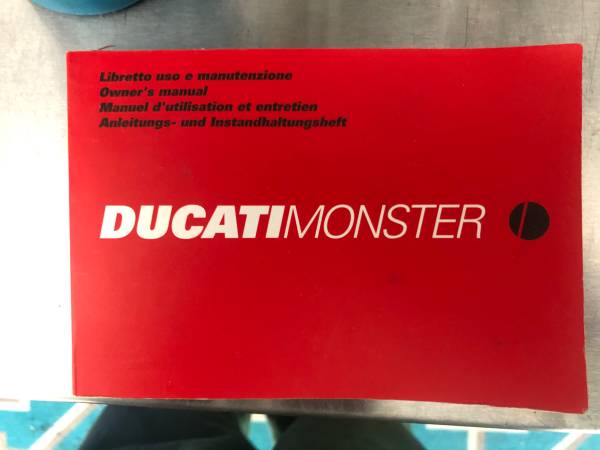 Libretto uso e manutenzione
Owner's manual
Manuel d'utilisation et entretien
Anleitungs- und Instandhaltungsheft
DUCATIMONSTER